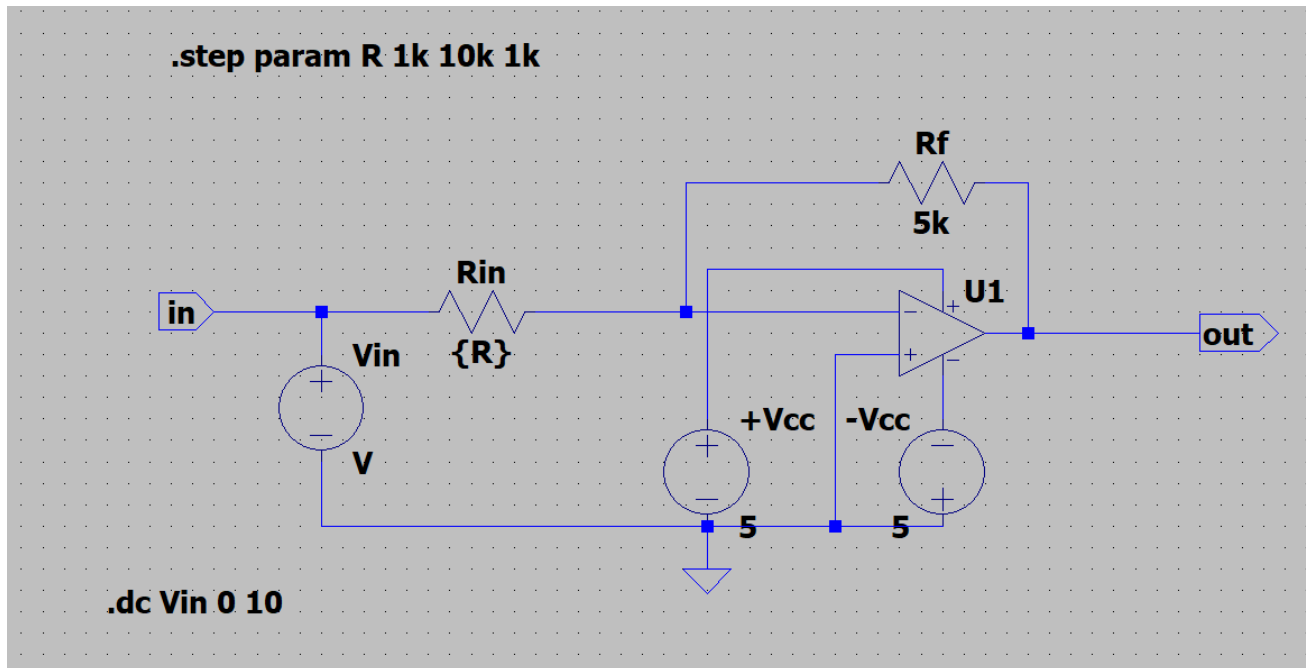 .step param R 1k 10k 1k
Rf
5k
Rin
U1
in
{R}
out
Vin
+Vcc
-Vcc
V
5
5
.dc Vin 0 10